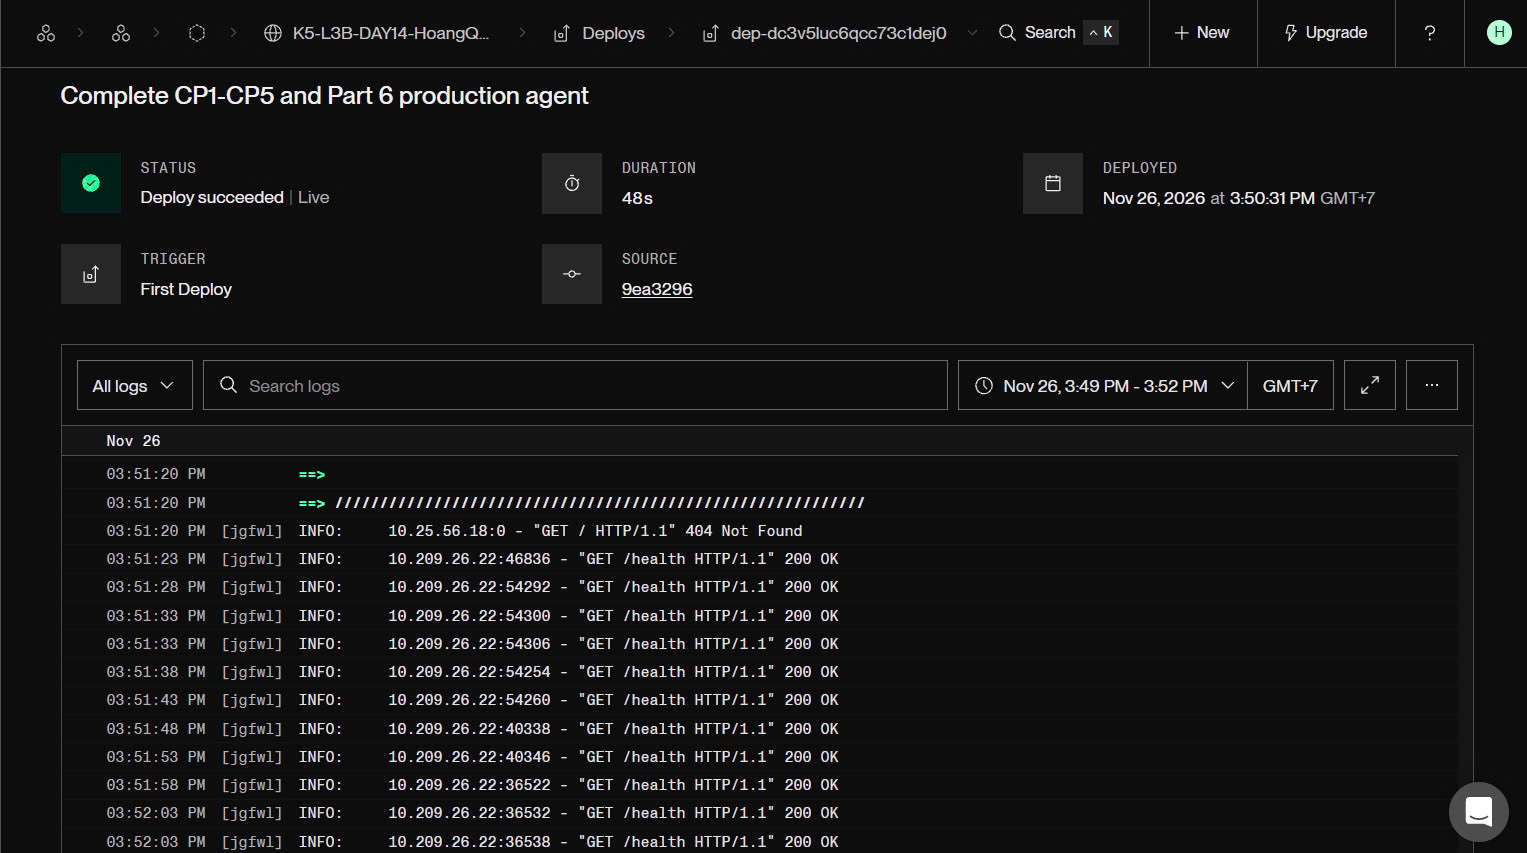 K5-L3B-DAY14-HoangQ... Deploys dep-dc3v5luc6qcc73c1dej0 Search ^ K + New Upgrade ? H
Complete CP1-CP5 and Part 6 production agent
STATUS
Deploy succeeded | Live
DURATION
48s
DEPLOYED
Nov 26, 2026 at 3:50:31 PM GMT+7
TRIGGER
First Deploy
SOURCE
9ea3296
All logs Search logs Nov 26, 3:49 PM - 3:52 PM GMT+7 ...
Nov 26
03:51:20 PM ==>
03:51:20 PM ==> ///////////////////////////////////////////////////////////
03:51:20 PM [jgfwl] INFO: 10.25.56.18:0 - "GET / HTTP/1.1" 404 Not Found
03:51:23 PM [jgfwl] INFO: 10.209.26.22:46836 - "GET /health HTTP/1.1" 200 OK
03:51:28 PM [jgfwl] INFO: 10.209.26.22:54292 - "GET /health HTTP/1.1" 200 OK
03:51:33 PM [jgfwl] INFO: 10.209.26.22:54300 - "GET /health HTTP/1.1" 200 OK
03:51:33 PM [jgfwl] INFO: 10.209.26.22:54306 - "GET /health HTTP/1.1" 200 OK
03:51:38 PM [jgfwl] INFO: 10.209.26.22:54254 - "GET /health HTTP/1.1" 200 OK
03:51:43 PM [jgfwl] INFO: 10.209.26.22:54260 - "GET /health HTTP/1.1" 200 OK
03:51:48 PM [jgfwl] INFO: 10.209.26.22:40338 - "GET /health HTTP/1.1" 200 OK
03:51:53 PM [jgfwl] INFO: 10.209.26.22:40346 - "GET /health HTTP/1.1" 200 OK
03:51:58 PM [jgfwl] INFO: 10.209.26.22:36522 - "GET /health HTTP/1.1" 200 OK
03:52:03 PM [jgfwl] INFO: 10.209.26.22:36532 - "GET /health HTTP/1.1" 200 OK
03:52:03 PM [jgfwl] INFO: 10.209.26.22:36538 - "GET /health HTTP/1.1" 200 OK